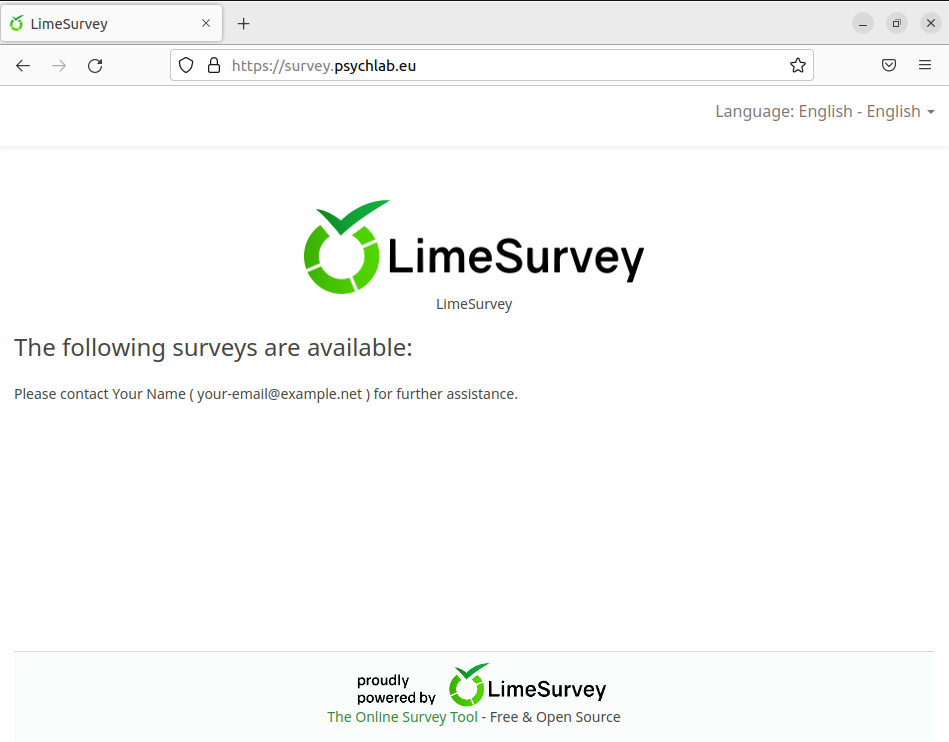 LimeSurvey
https://survey.psychlab.eu
Language: English - English
LimeSurvey
LimeSurvey
The following surveys are available:
Please contact Your Name ( your-email@example.net ) for further assistance.
proudly
powered by LimeSurvey
The Online Survey Tool - Free & Open Source